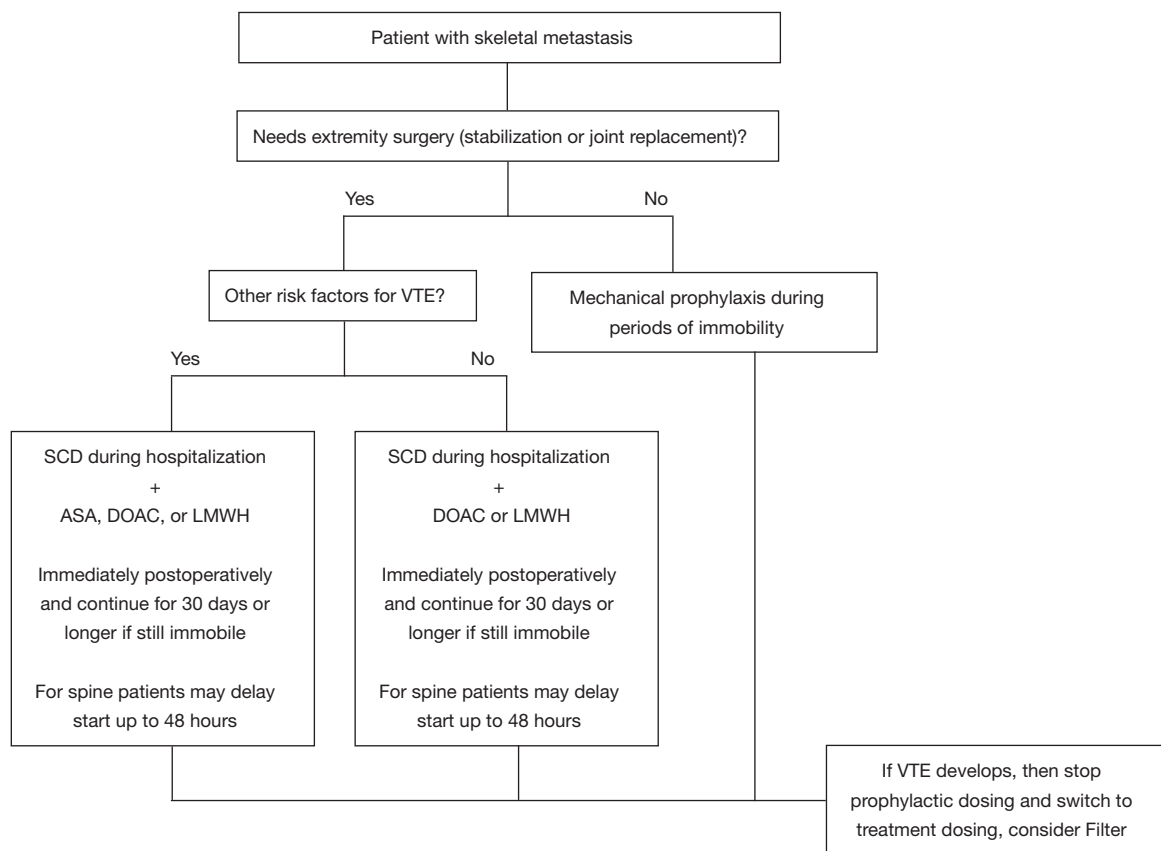 Patient with skeletal metastasis
Needs extremity surgery (stabilization or joint replacement)?
Yes
No
Other risk factors for VTE?
Mechanical prophylaxis during
periods of immobility
Yes
No
SCD during hospitalization
+
ASA, DOAC, or LMWH
Immediately postoperatively
and continue for 30 days or
longer if still immobile
For spine patients may delay
start up to 48 hours
SCD during hospitalization
+
DOAC or LMWH
Immediately postoperatively
and continue for 30 days or
longer if still immobile
For spine patients may delay
start up to 48 hours
If VTE develops, then stop
prophylactic dosing and switch to
treatment dosing, consider Filter